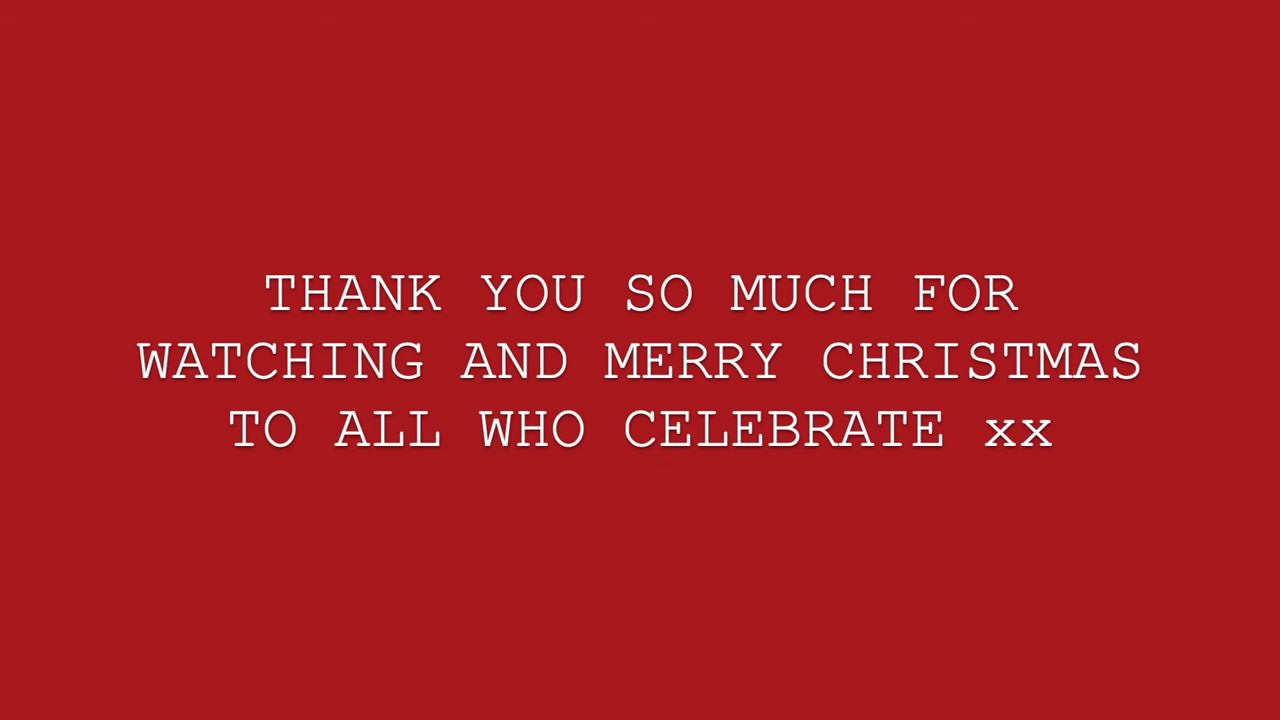 THANK YOU SO MUCH FOR
WATCHING AND MERRY CHRISTMAS
TO ALL WHO CELEBRATE xx